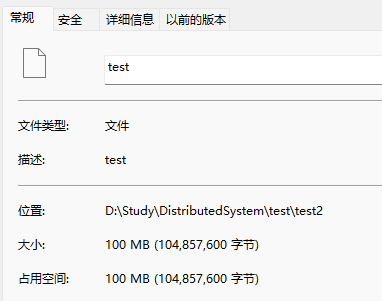 常规 安全 详细信息 以前的版本
test
文件类型: 文件
描述: test
位置: D:\Study\DistributedSystem\test\test2
大小: 100 MB (104,857,600 字节)
占用空间: 100 MB (104,857,600 字节)